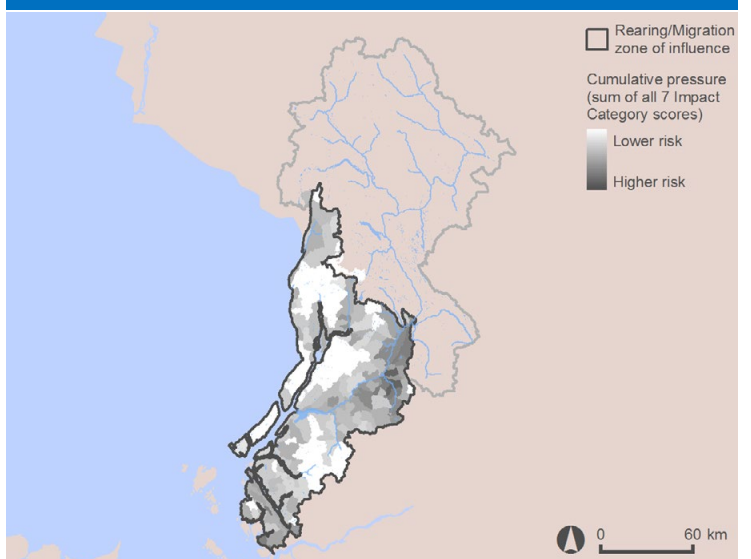 Rearing/Migration
zone of influence
Cumulative pressure
(sum of all 7 Impact
Category scores)
Lower risk
Higher risk
0 60 km